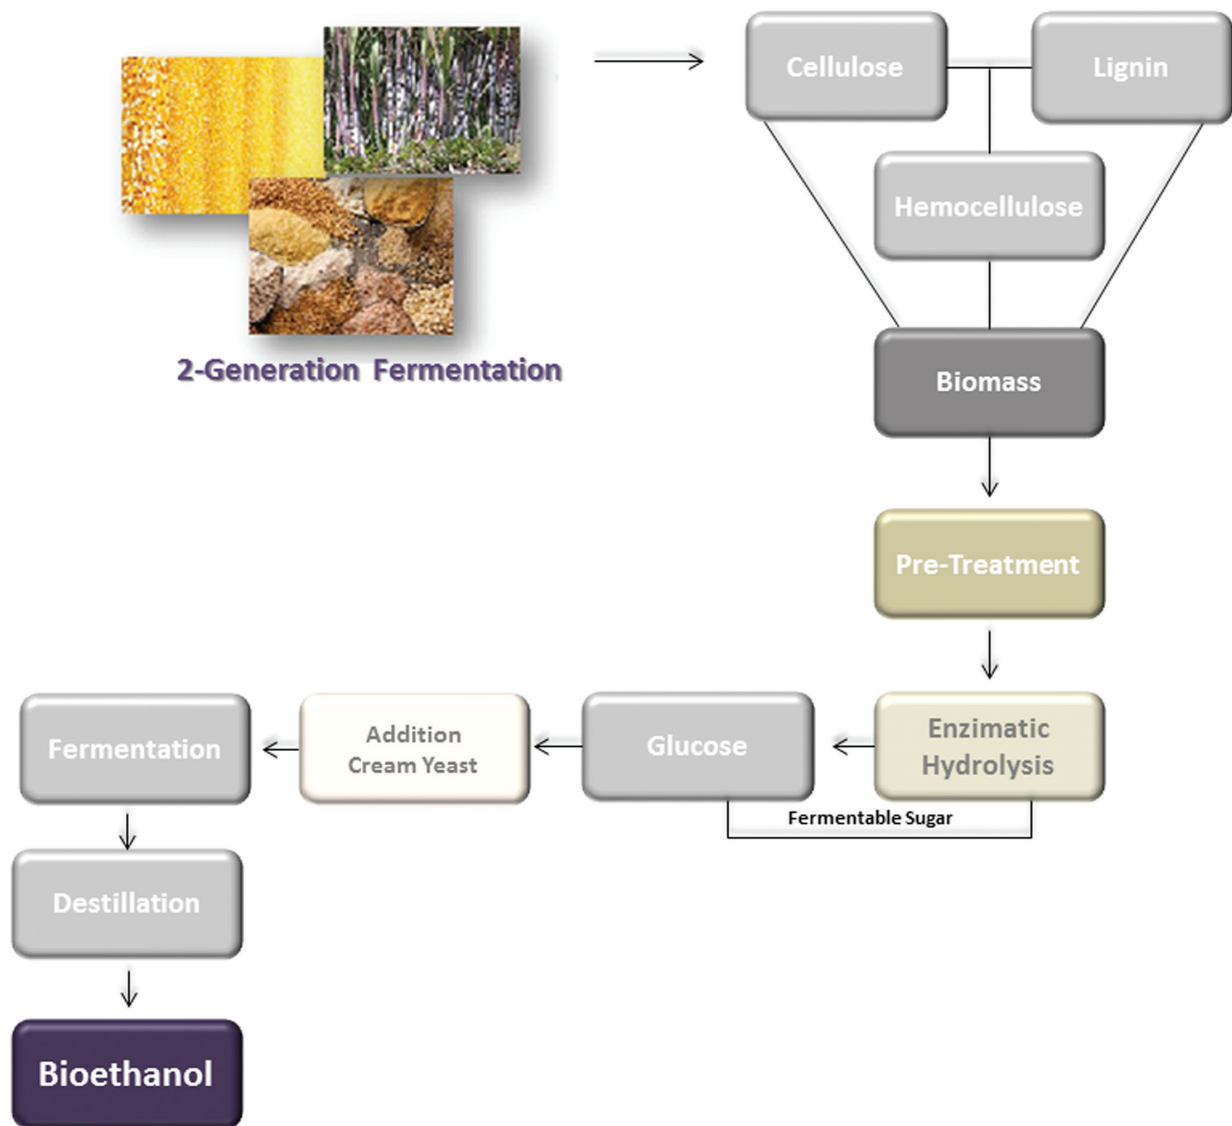 Cellulose
Lignin
Hemocellulose
2-Generation Fermentation
Biomass
Pre-Treatment
Enzimatic
Hydrolysis
Glucose
Addition
Cream Yeast
Fermentation
Fermentable Sugar
Destillation
Bioethanol